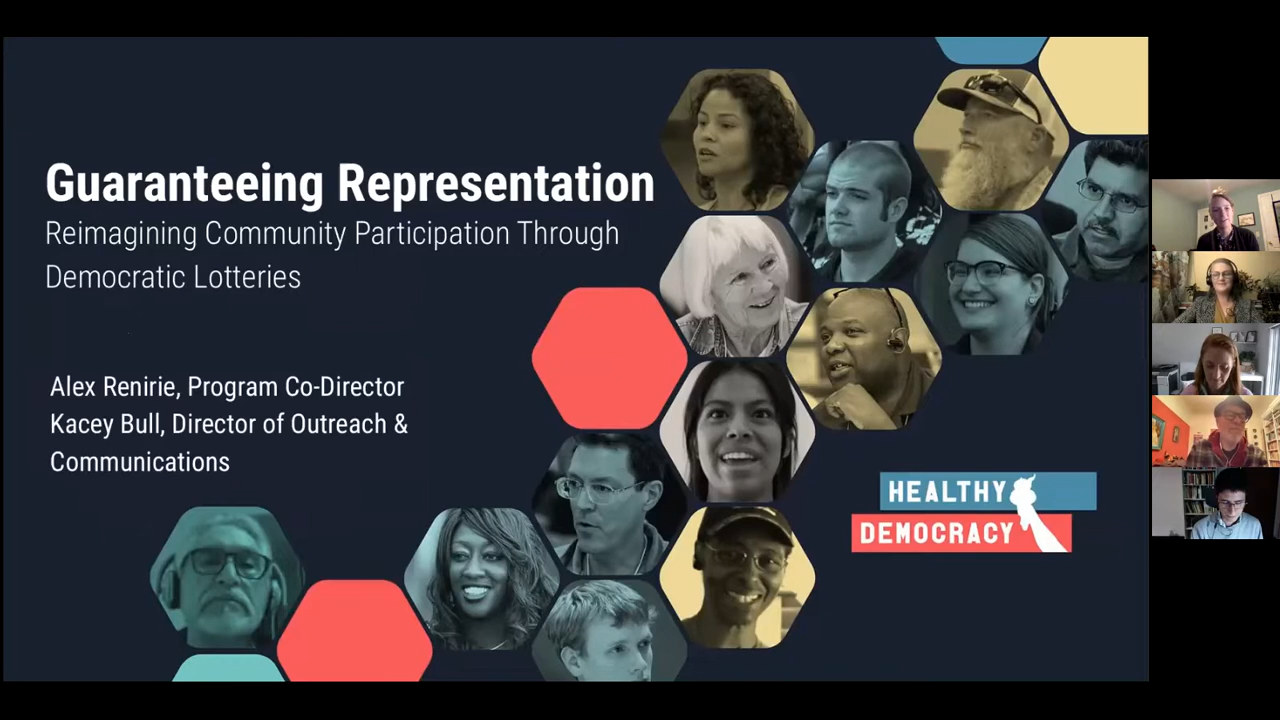 Guaranteeing Representation
Reimagining Community Participation Through
Democratic Lotteries
Alex Renirie, Program Co-Director
Kacey Bull, Director of Outreach &
Communications
HEALTHY
DEMOCRACY